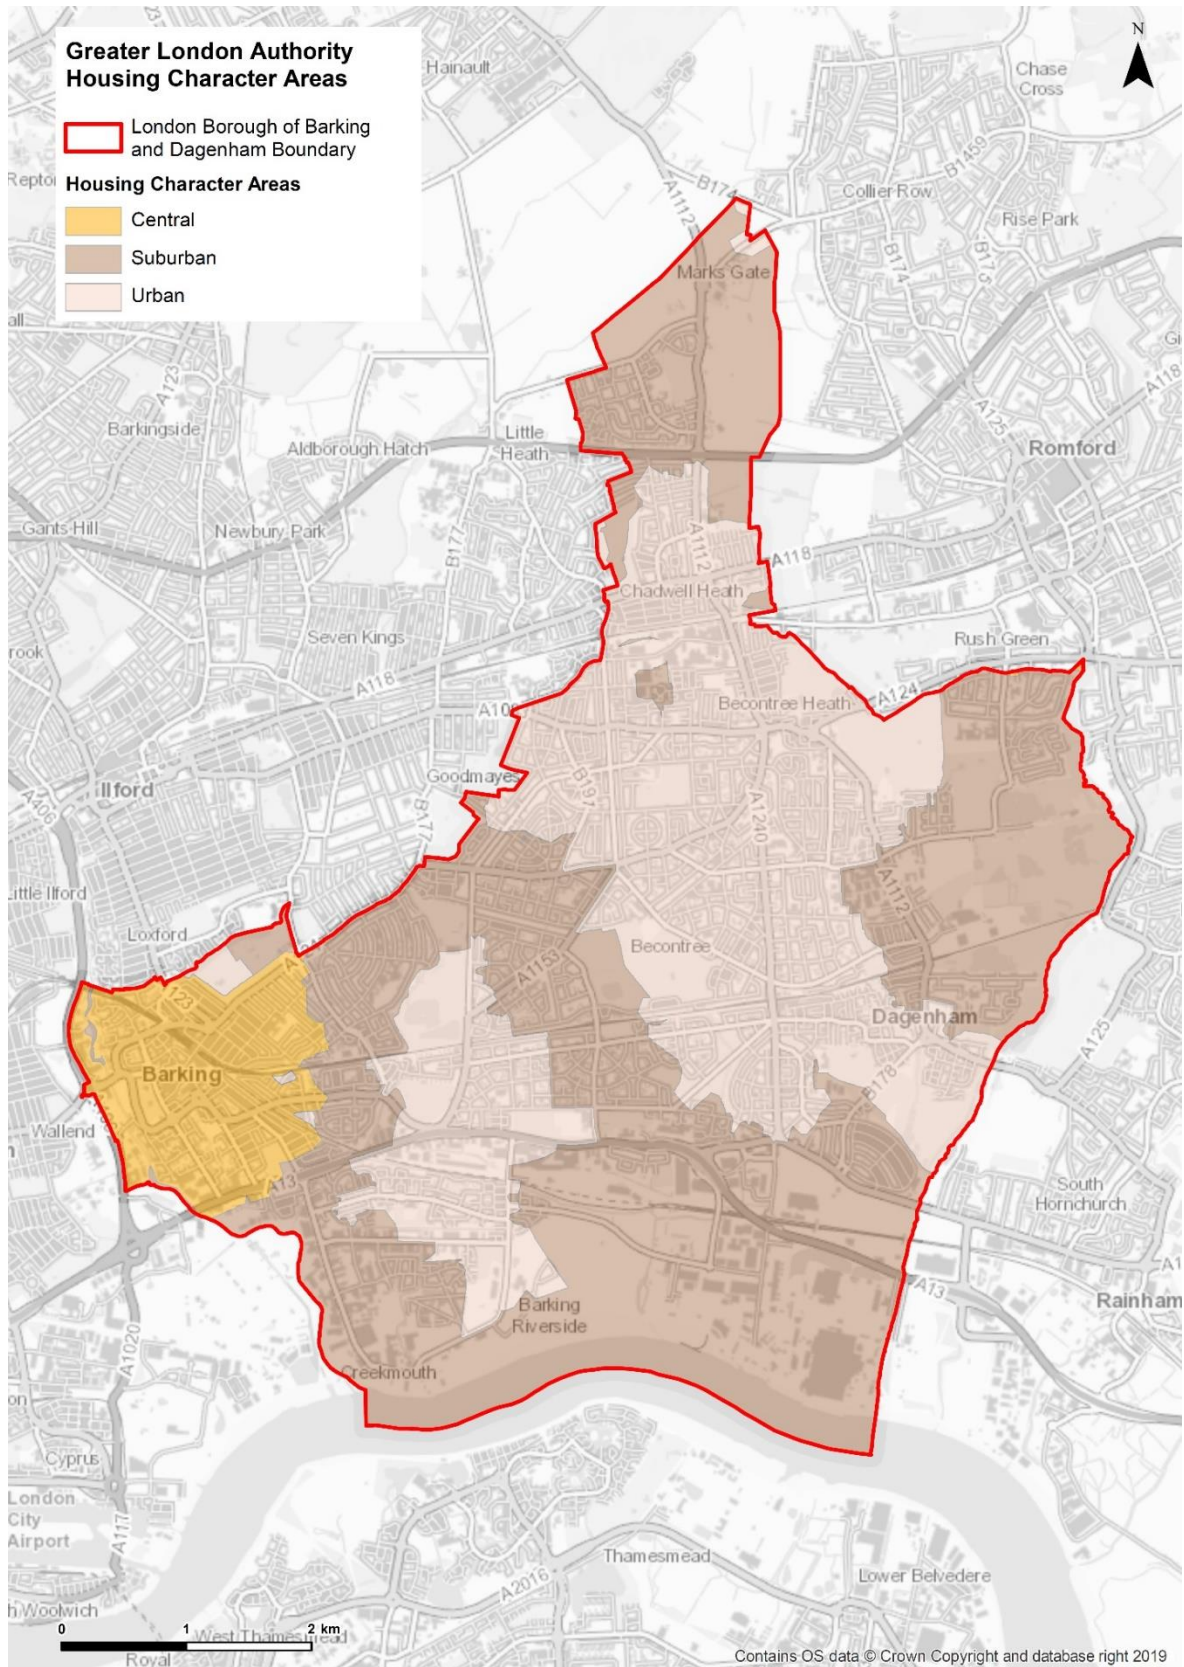 Greater London Authority
Housing Character Areas
London Borough of Barking
and Dagenham Boundary
Housing Character Areas
Central
Suburban
Urban
N
Hainault
Chase
Cross
B1459
B174
A1112
Collier Row
Rise Park
Marks Gate
B174
B175
A123
Barkingside
Aldborough Hatch
Little
Heath
A125
A118
Romford
Gants Hill
Newbury Park
B177
A1112
A118
Chadwell Heath
Seven Kings
Rush Green
A118
A124
Becontree Heath
Goodmayes
Ilford
A406
B177
B191
A1240
A1112
Little Ilford
Loxford
Becontree
A1153
A123
Dagenham
A125
Barking
B178
Wallend
A13
South
Hornchurch
A13
Rainham
Barking
Riverside
A1020
Creekmouth
Cyprus
London
City
Airport
A117
Thamesmead
Lower Belvedere
A2016
h Woolwich
West Thamesmead
Royal
0 1 2 km
Contains OS data © Crown Copyright and database right 2019